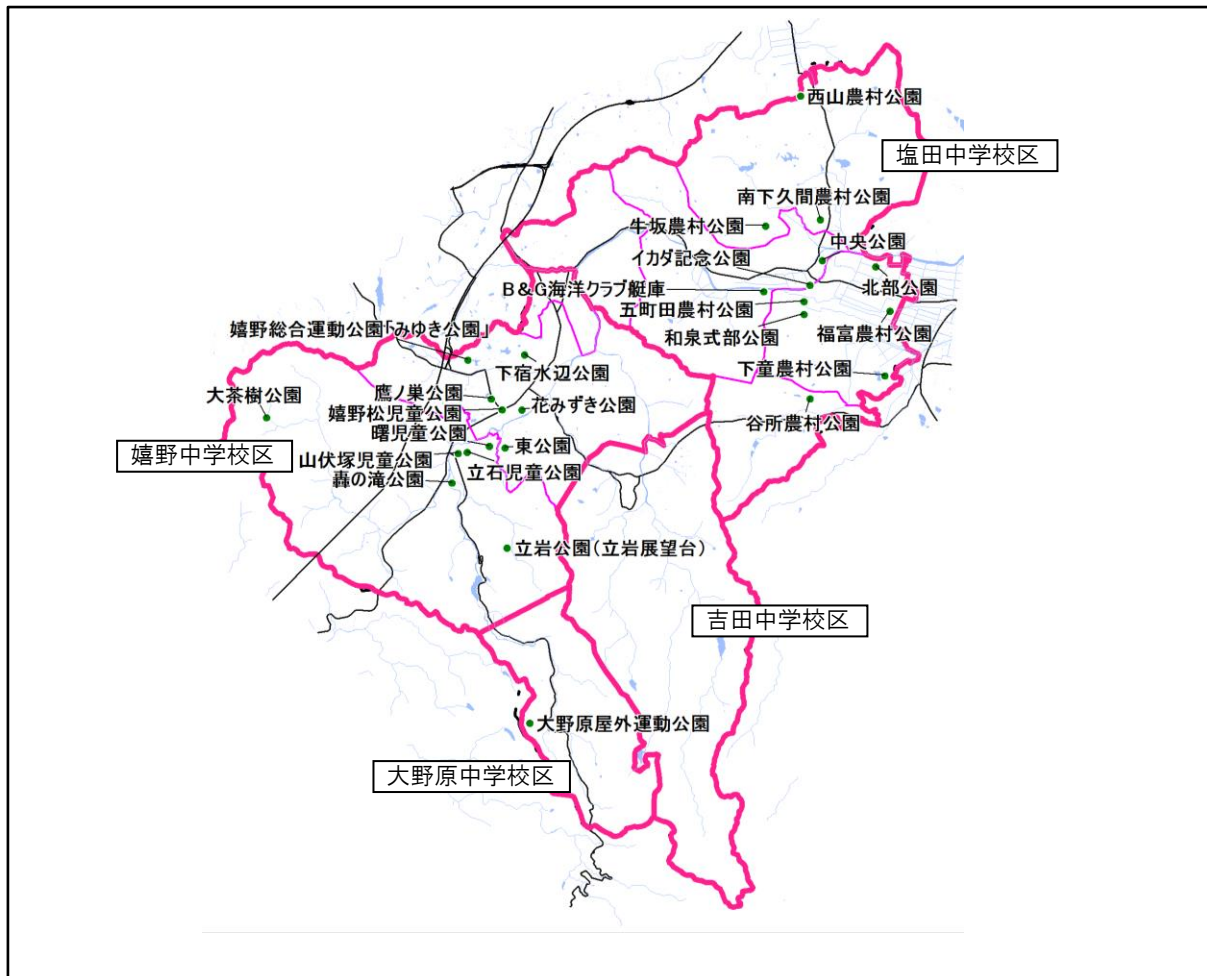 西山農村公園
塩田中学校区
南下久間農村公園
牛坂農村公園
中央公園
イカダ記念公園
北部公園
B&G海洋クラブ艇庫
五町田農村公園
和泉式部公園
福富農村公園
嬉野総合運動公園「みゆき公園」
下宿水辺公園
下童農村公園
大茶樹公園
鷹ノ巣公園
嬉野松児童公園
花みずき公園
谷所農村公園
曙児童公園
東公園
嬉野中学校区
山伏塚児童公園
立石児童公園
轟の滝公園
立岩公園(立岩展望台)
吉田中学校区
大野原屋外運動公園
大野原中学校区